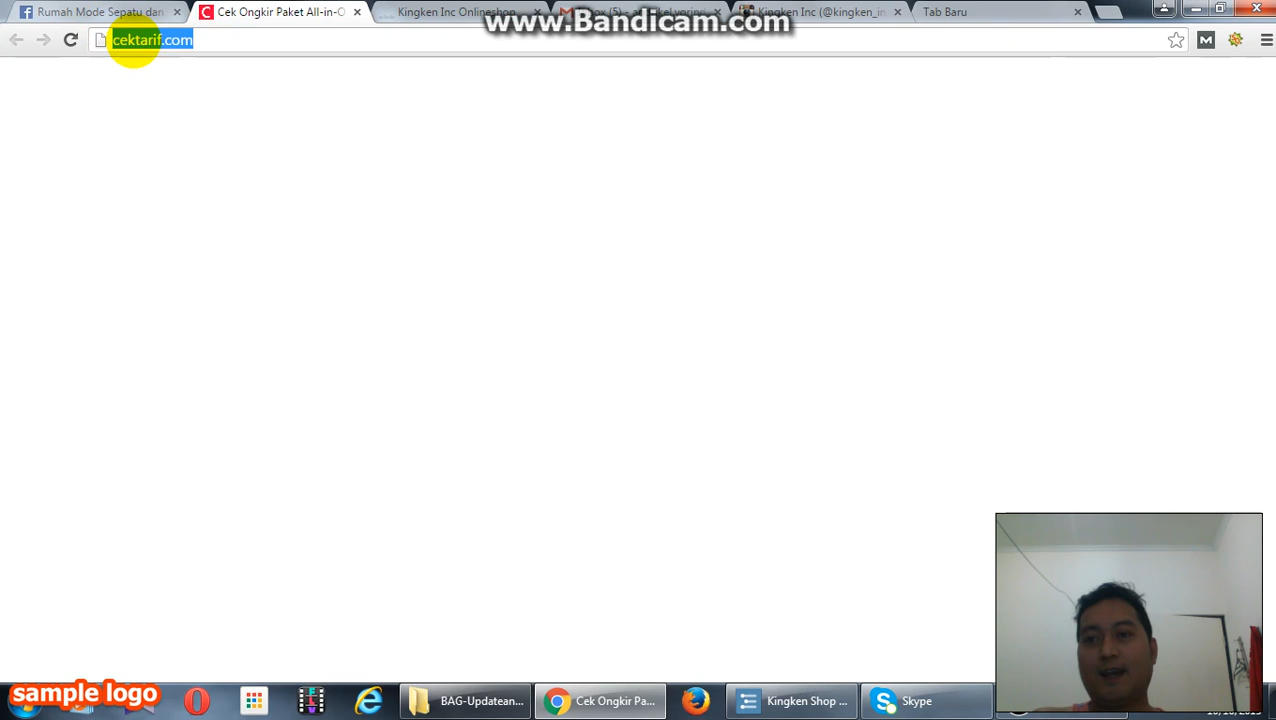 Rumah Mode Sepatu dan
Cek Ongkir Paket All-in-O
Kingken Inc Onlineshop
Kingken Inc (@kingken_in
Tab Baru
www.Bandicam.com
cektarif.com
sample logo
BAG-Updatean...
Cek Ongkir Pa...
Kingken Shop ...
Skype